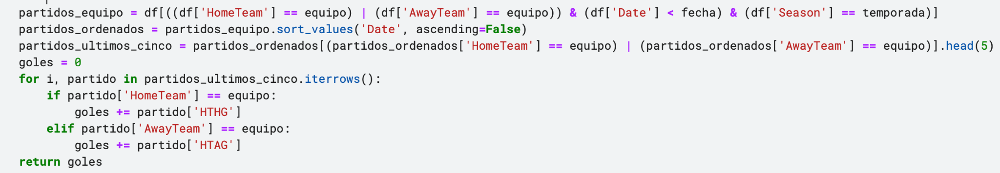 partidos_equipo = df[((df['HomeTeam'] == equipo) | (df['AwayTeam'] == equipo)) & (df['Date'] < fecha) & (df['Season'] == temporada)]
partidos_ordenados = partidos_equipo.sort_values('Date', ascending=False)
partidos_ultimos_cinco = partidos_ordenados[(partidos_ordenados['HomeTeam'] == equipo) | (partidos_ordenados['AwayTeam'] == equipo)].head(5)
goles = 0
for i, partido in partidos_ultimos_cinco.iterrows():
    if partido['HomeTeam'] == equipo:
        goles += partido['HTHG']
    elif partido['AwayTeam'] == equipo:
        goles += partido['HTAG']
return goles